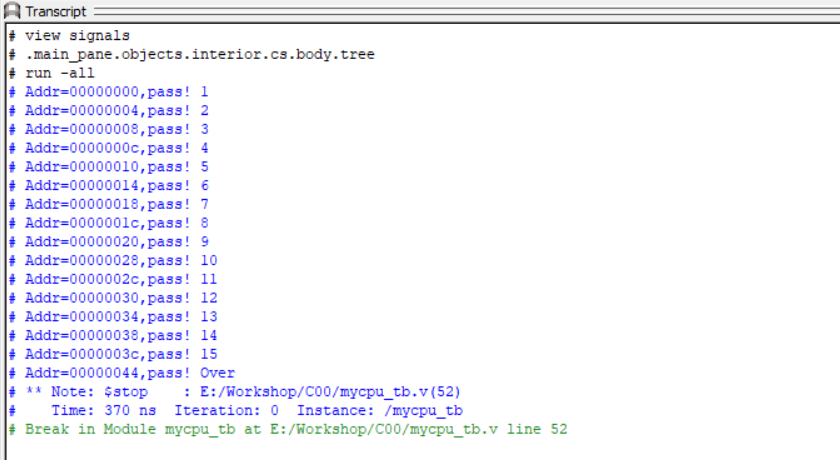 Transcript
# view signals
# .main_pane.objects.interior.cs.body.tree
# run -all
# Addr=00000000,pass! 1
# Addr=00000004,pass! 2
# Addr=00000008,pass! 3
# Addr=0000000c,pass! 4
# Addr=00000010,pass! 5
# Addr=00000014,pass! 6
# Addr=00000018,pass! 7
# Addr=0000001c,pass! 8
# Addr=00000020,pass! 9
# Addr=00000028,pass! 10
# Addr=0000002c,pass! 11
# Addr=00000030,pass! 12
# Addr=00000034,pass! 13
# Addr=00000038,pass! 14
# Addr=0000003c,pass! 15
# Addr=00000044,pass! Over
# ** Note: $stop    : E:/Workshop/C00/mycpu_tb.v(52)
#    Time: 370 ns  Iteration: 0  Instance: /mycpu_tb
# Break in Module mycpu_tb at E:/Workshop/C00/mycpu_tb.v line 52